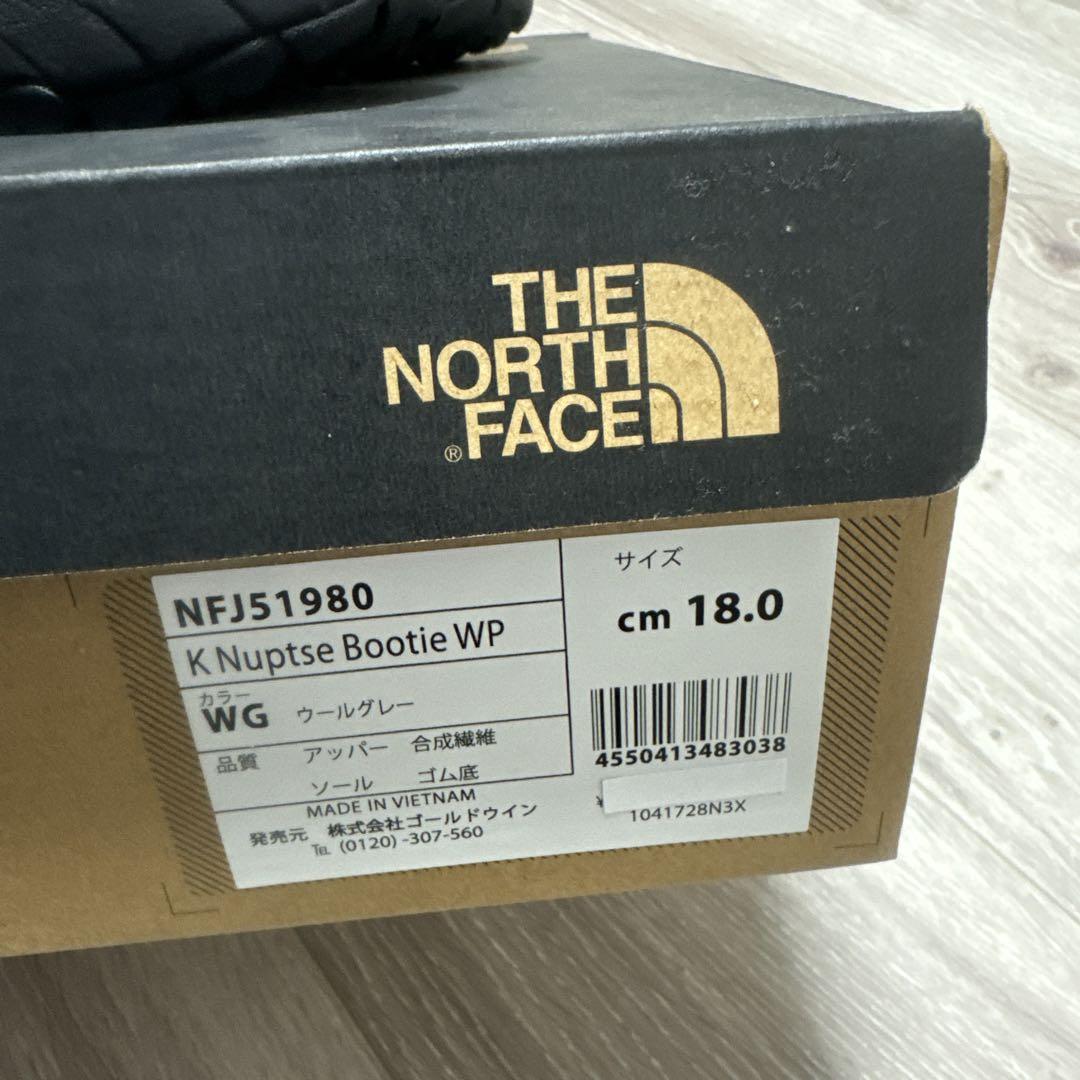 THE
NORTH
FACE
®
NFJ51980
K Nuptse Bootie WP
カラー
WG ウールグレー
品質 アッパー 合成繊維
ソール ゴム底
MADE IN VIETNAM
発売元 株式会社ゴールドウイン
TEL (0120) -307-560
サイズ
cm 18.0
4550413483038
¥
1041728N3X